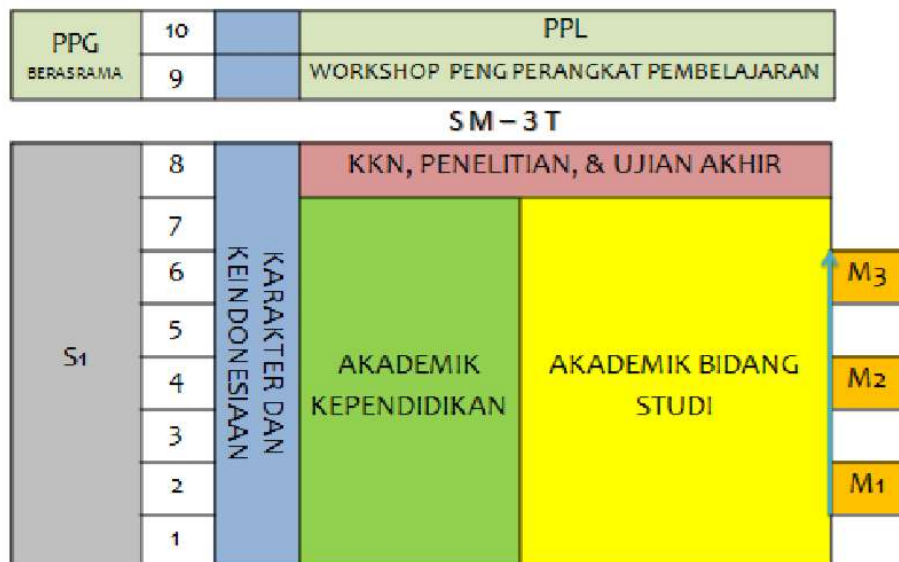 PPG
BERASRAMA
10
PPL
9
WORKSHOP PENG PERANGKAT PEMBELAJARAN
SM – 3T
S1
8
KKN, PENELITIAN, & UJIAN AKHIR
7
6
5
4
3
2
1
KARAKTER DAN
KEINDONESIAAN
AKADEMIK
KEPENDIDIKAN
AKADEMIK BIDANG
STUDI
M3
M2
M1